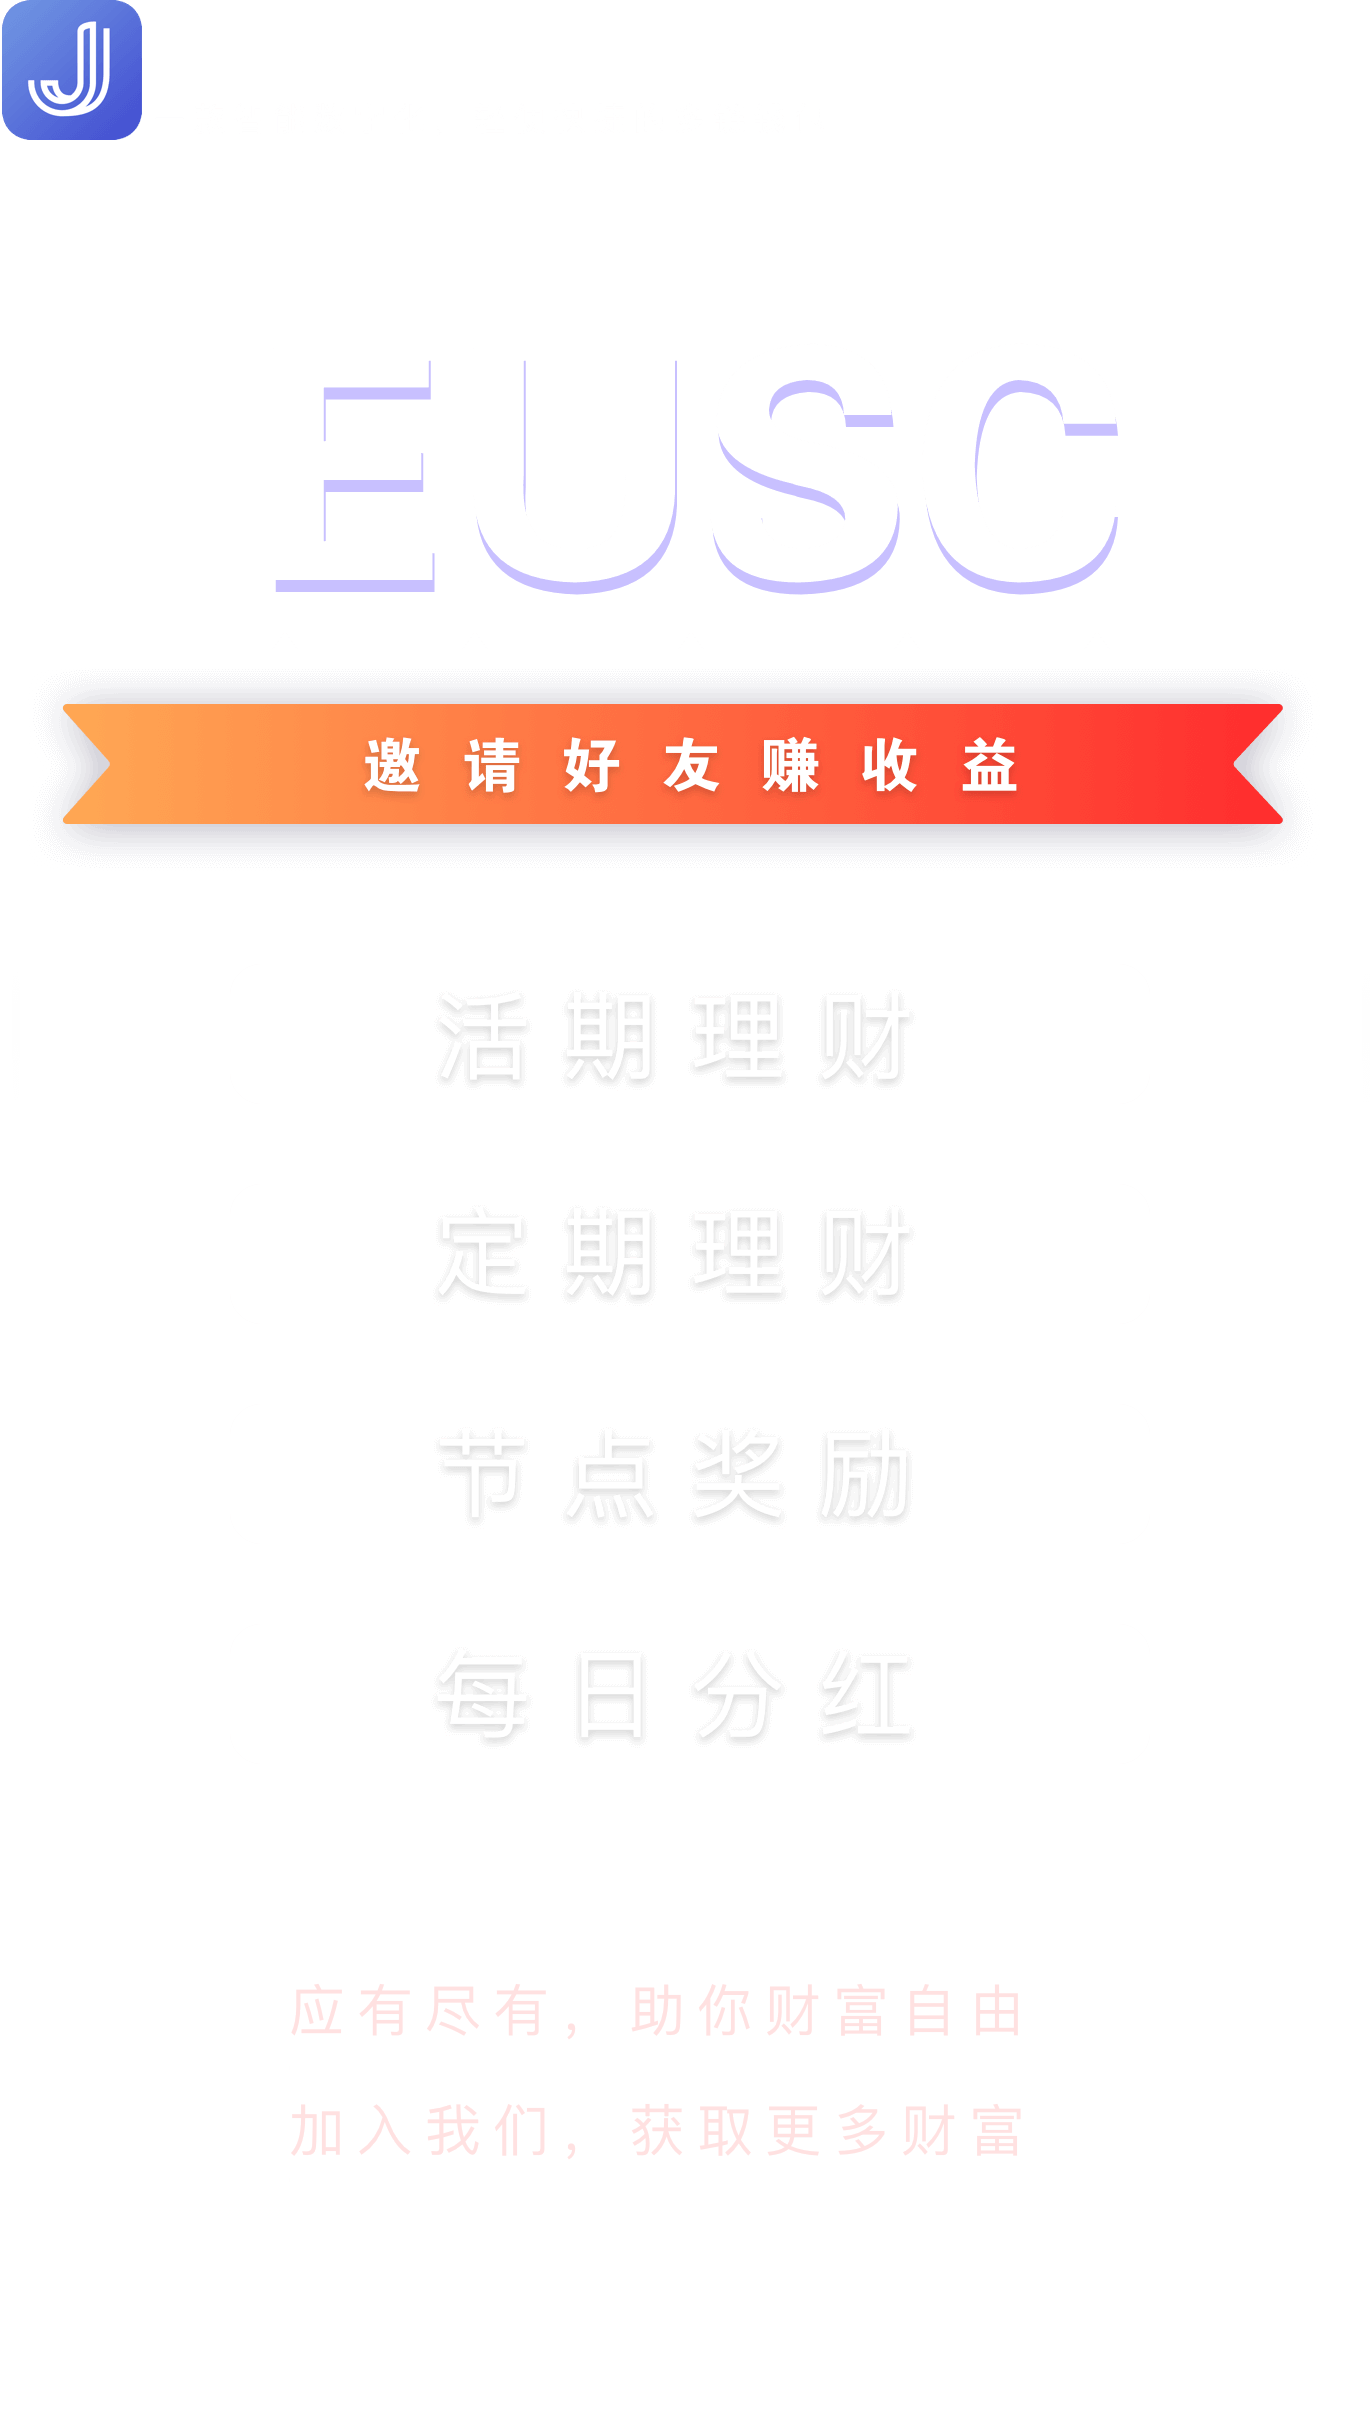 EUSC
邀请好友赚收益
活期理财
定期理财
节点奖励
每日分红
应有尽有，助你财富自由
加入我们，获取更多财富